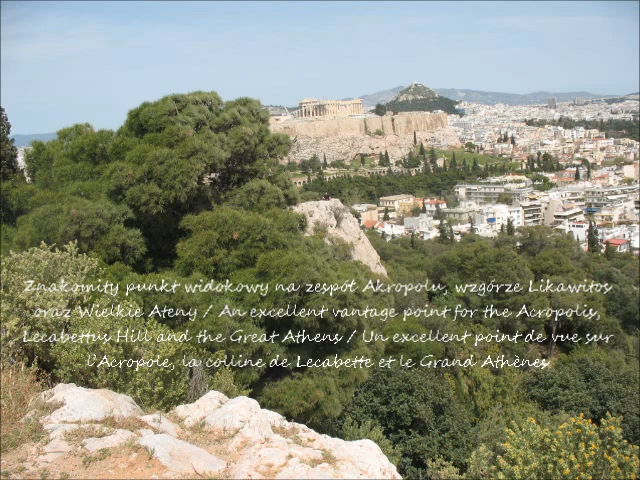 Znakomity punkt widokowy na zespół Akropolu, wzgórze Likawitos
oraz Wielkie Ateny / An excellent vantage point for the Acropolis,
Lecabettus Hill and the Great Athens / Un excellent point de vue sur
l'Acropole, la colline de Lecabette et le Grand Athènes